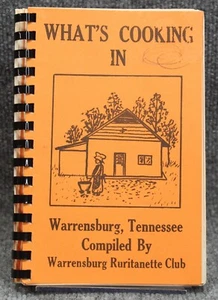 WHAT'S COOKING
IN
Warrensburg, Tennessee
Compiled By
Warrensburg Ruritanette Club